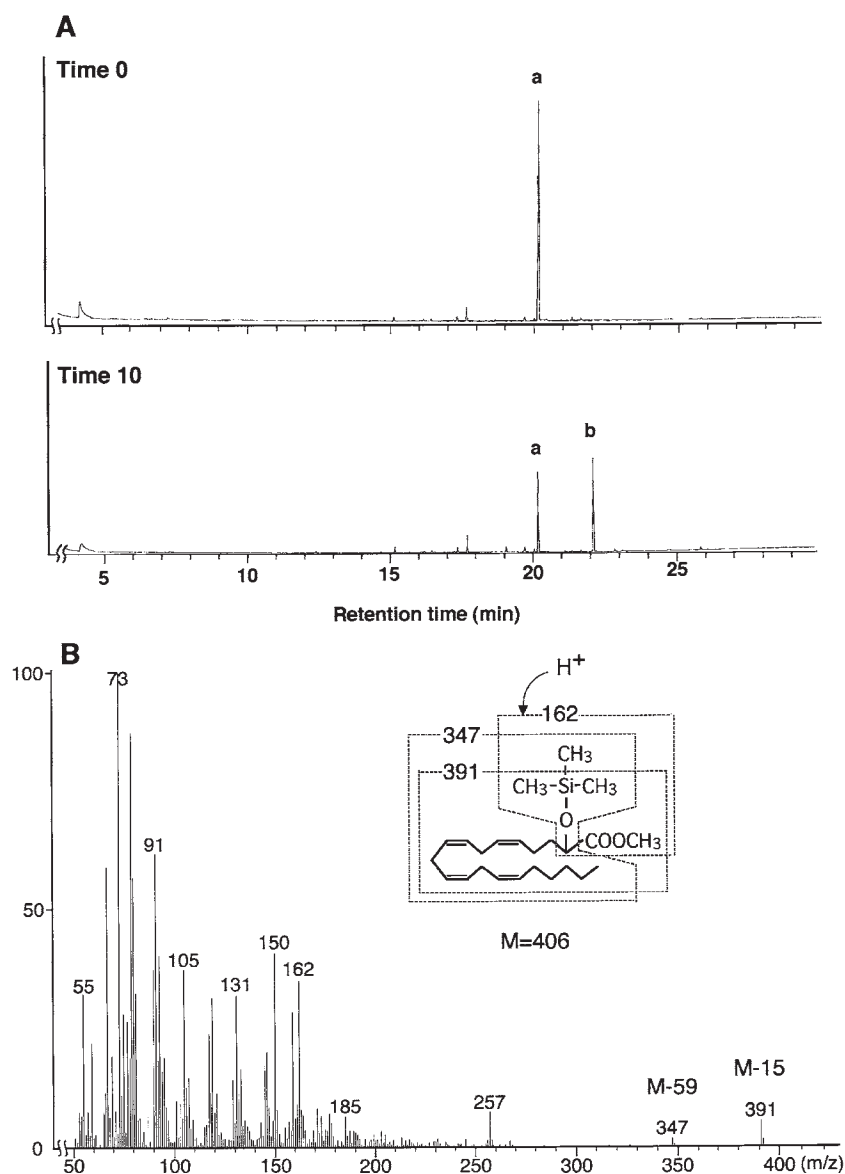 A
Time 0
a
Time 10
a
b
5 10 15 20 25
Retention time (min)
B
H+
162
347
391
CH3
CH3-Si-CH3
O
COOCH3
M=406
100
50
0
73
91
55
105
131
150
162
185
257
M-59
347
M-15
391
50 100 150 200 250 300 350 400 (m/z)